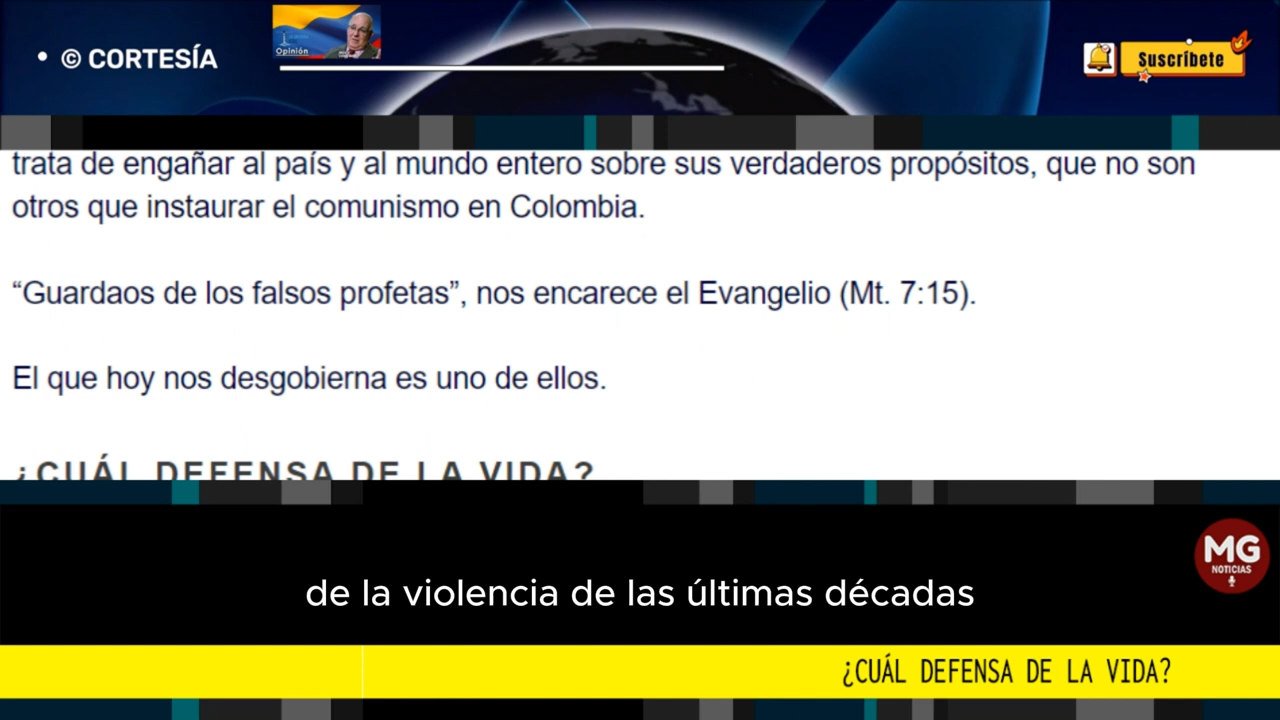 • © CORTESÍA
Opinión
Suscríbete
trata de engañar al país y al mundo entero sobre sus verdaderos propósitos, que no son
otros que instaurar el comunismo en Colombia.
“Guardaos de los falsos profetas”, nos encarece el Evangelio (Mt. 7:15).
El que hoy nos desgobierna es uno de ellos.
¿CUÁL DEFENSA DE LA VIDA?
MG
NOTICIAS
de la violencia de las últimas décadas
¿CUÁL DEFENSA DE LA VIDA?